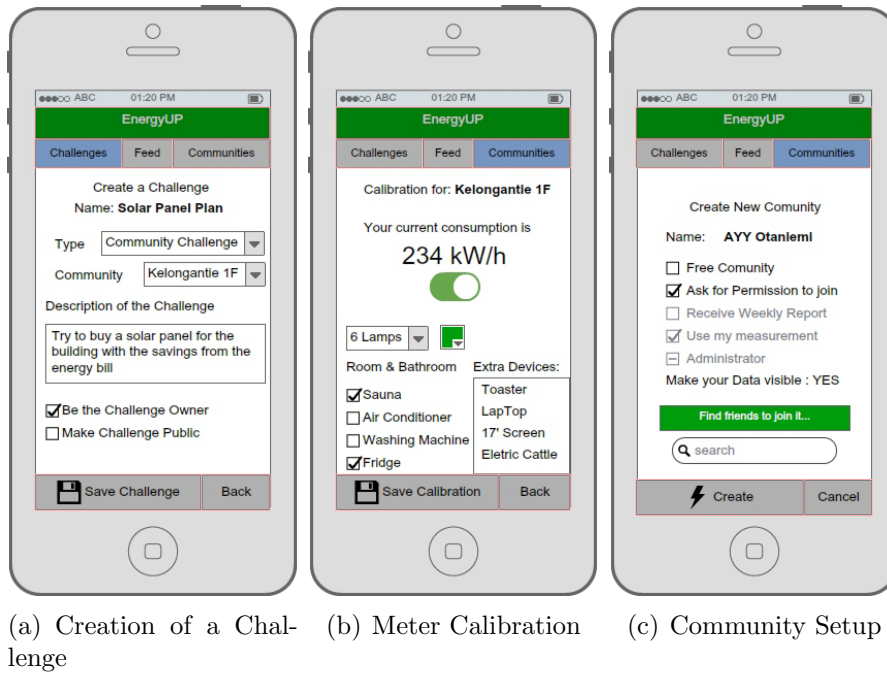 ABC 01:20 PM
EnergyUP
Challenges Feed Communities
Create a Challenge
Name: Solar Panel Plan
Type Community Challenge
Community Kelongantie 1F
Description of the Challenge
Try to buy a solar panel for the
building with the savings from the
energy bill
Be the Challenge Owner
Make Challenge Public
Save Challenge Back
(a) Creation of a Chal-
lenge
ABC 01:20 PM
EnergyUP
Challenges Feed Communities
Calibration for: Kelongantie 1F
Your current consumption is
234 kW/h
6 Lamps
Room & Bathroom Extra Devices:
Sauna Toaster
Air Conditioner LapTop
Washing Machine 17' Screen
Fridge Eletric Cattle
Save Calibration Back
(b) Meter Calibration
ABC 01:20 PM
EnergyUP
Challenges Feed Communities
Create New Comunity
Name: AYY Otaniemi
Free Comunity
Ask for Permission to join
Receive Weekly Report
Use my measurement
Administrator
Make your Data visible : YES
Find friends to join it...
search
Create Cancel
(c) Community Setup